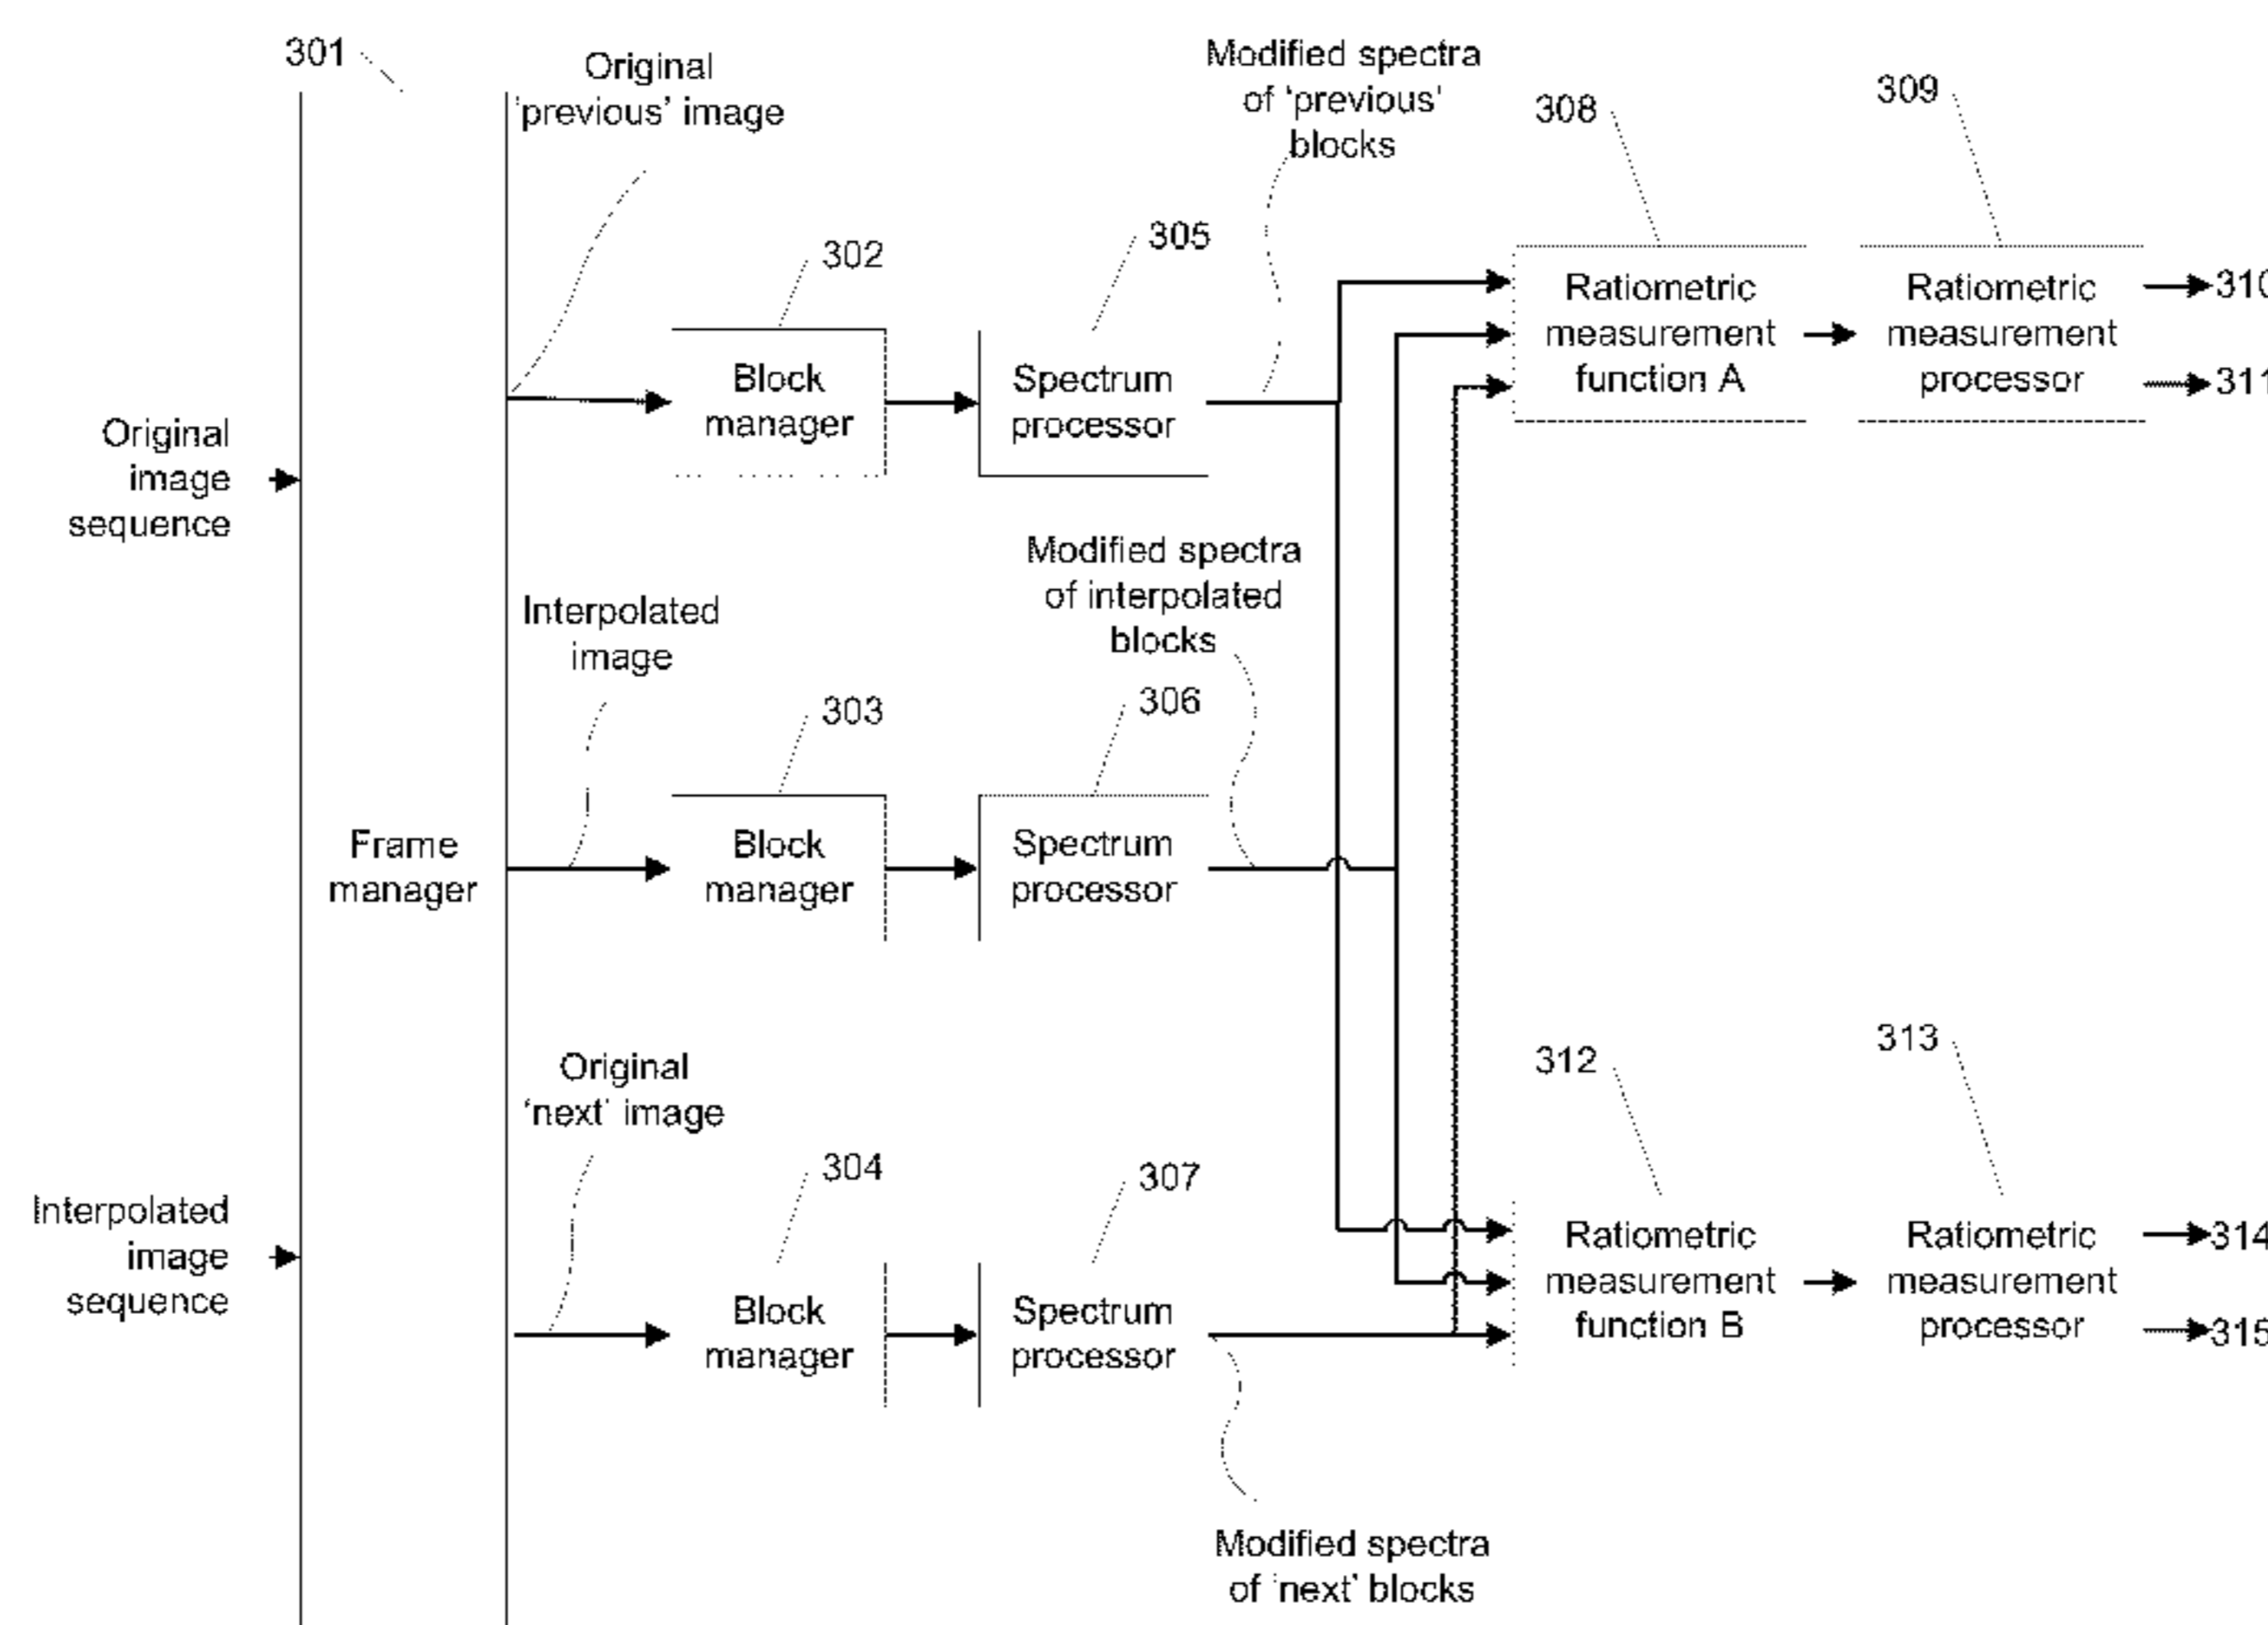 301
Original
'previous' image
Modified spectra
of 'previous'
blocks
308
309
302
305
Ratiometric
measurement
function A
Ratiometric
measurement
processor
310
311
Block
manager
Spectrum
processor
Original
image
sequence
Modified spectra
of interpolated
blocks
Interpolated
image
303
306
Frame
manager
Block
manager
Spectrum
processor
Original
'next' image
312
313
304
307
Interpolated
image
sequence
Block
manager
Spectrum
processor
Ratiometric
measurement
function B
Ratiometric
measurement
processor
314
315
Modified spectra
of 'next' blocks